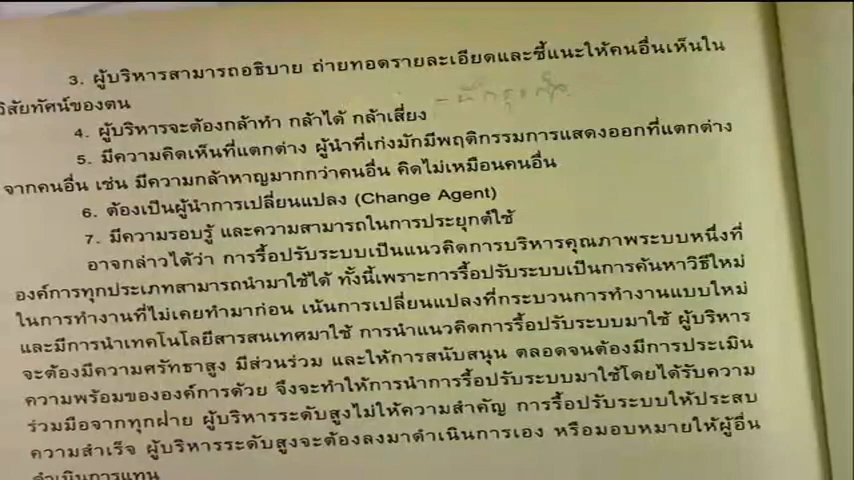 3. ผู้บริหารสามารถอธิบาย ถ่ายทอดรายละเอียดและชี้แนะให้คนอื่นเห็นใน
วิสัยทัศน์ของตน
4. ผู้บริหารจะต้องกล้าทำ กล้าได้ กล้าเสี่ยง
5. มีความคิดเห็นที่แตกต่าง ผู้นำที่เก่งมักมีพฤติกรรมการแสดงออกที่แตกต่าง
จากคนอื่น เช่น มีความกล้าหาญมากกว่าคนอื่น คิดไม่เหมือนคนอื่น
6. ต้องเป็นผู้นำการเปลี่ยนแปลง (Change Agent)
7. มีความรอบรู้ และความสามารถในการประยุกต์ใช้
อาจกล่าวได้ว่า การรื้อปรับระบบเป็นแนวคิดการบริหารคุณภาพระบบหนึ่งที่
องค์การทุกประเภทสามารถนำมาใช้ได้ ทั้งนี้เพราะการรื้อปรับระบบเป็นการค้นหาวิธีใหม่
ในการทำงานที่ไม่เคยทำมาก่อน เน้นการเปลี่ยนแปลงที่กระบวนการทำงานแบบใหม่
และมีการนำเทคโนโลยีสารสนเทศมาใช้ การนำแนวคิดการรื้อปรับระบบมาใช้ ผู้บริหาร
จะต้องมีความศรัทธาสูง มีส่วนร่วม และให้การสนับสนุน ตลอดจนต้องมีการประเมิน
ความพร้อมขององค์การด้วย จึงจะทำให้การนำการรื้อปรับระบบมาใช้โดยได้รับความ
ร่วมมือจากทุกฝ่าย ผู้บริหารระดับสูงไม่ให้ความสำคัญ การรื้อปรับระบบให้ประสบ
ความสำเร็จ ผู้บริหารระดับสูงจะต้องลงมาดำเนินการเอง หรือมอบหมายให้ผู้อื่น
ดำเนินการแทน